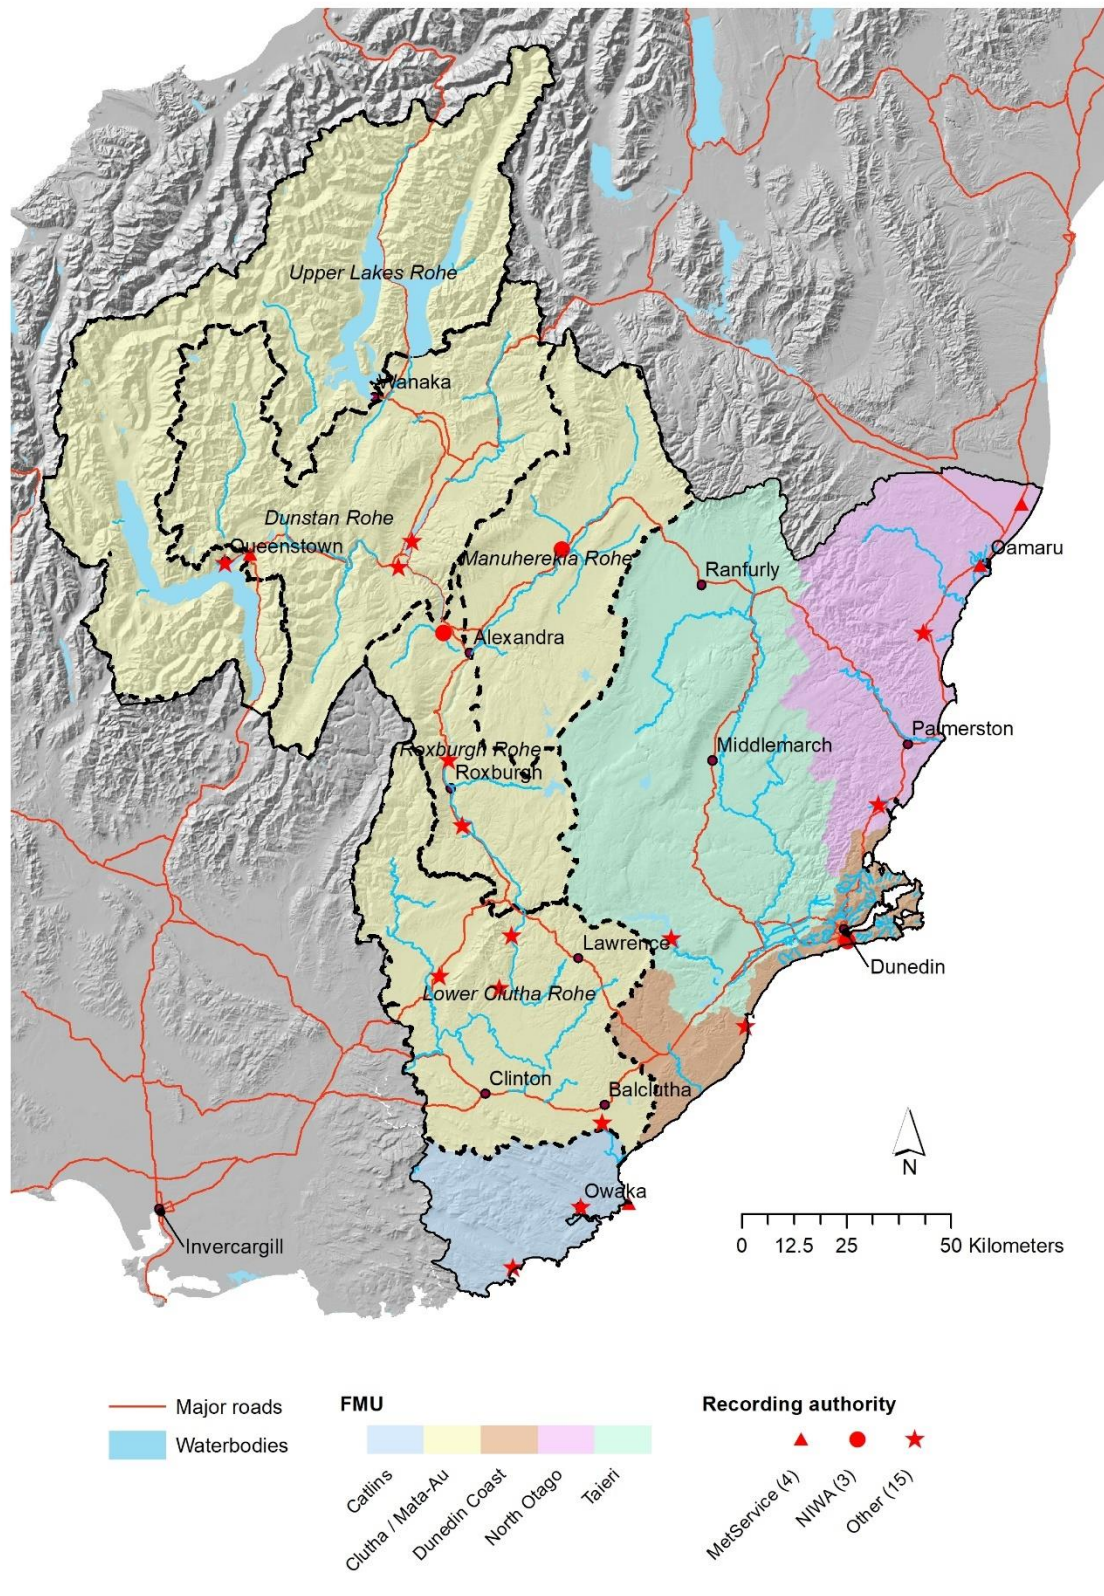 Upper Lakes Rohe
Wanaka
Dunstan Rohe
Queenstown
Manuherekia Rohe
Ranfurly
Oamaru
Alexandra
Palmerston
Middlemarch
Roxburgh Rohe
Roxburgh
Lawrence
Dunedin
Lower Clutha Rohe
Clinton
Balclutha
N
Owaka
0 12.5 25 50 Kilometers
Invercargill
Major roads
Waterbodies
FMU
Catlins
Clutha / Mata-Au
Dunedin Coast
North Otago
Taieri
Recording authority
MetService (4)
NIWA (3)
Other (15)